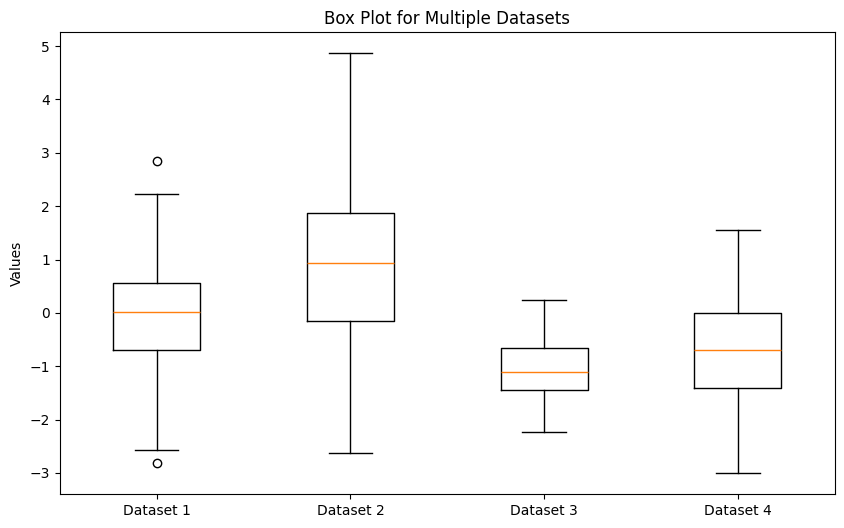 Box Plot for Multiple Datasets
5
4
3
2
1
0
−1
−2
−3
Values
Dataset 1
Dataset 2
Dataset 3
Dataset 4